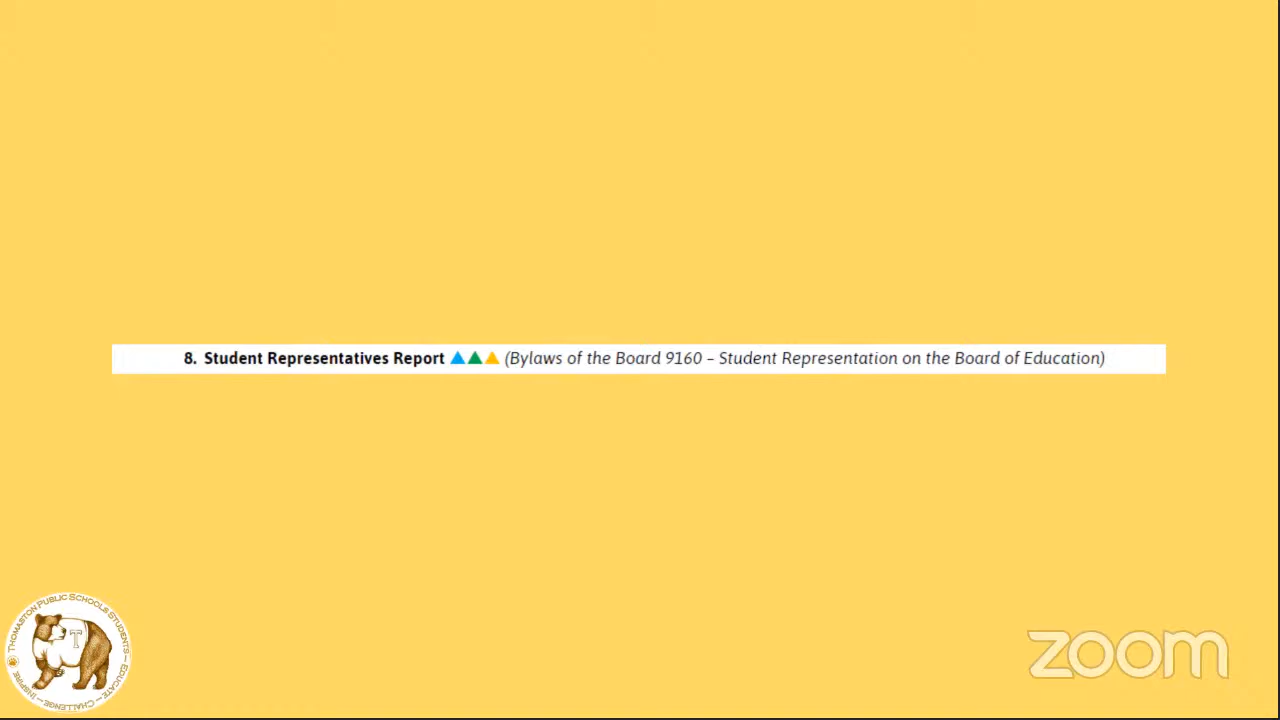 8. Student Representatives Report (Bylaws of the Board 9160 – Student Representation on the Board of Education)
THOMASTON PUBLIC SCHOOLS STUDENTS – EDUCATE – CHALLENGE – INSPIRE –
T
zoom